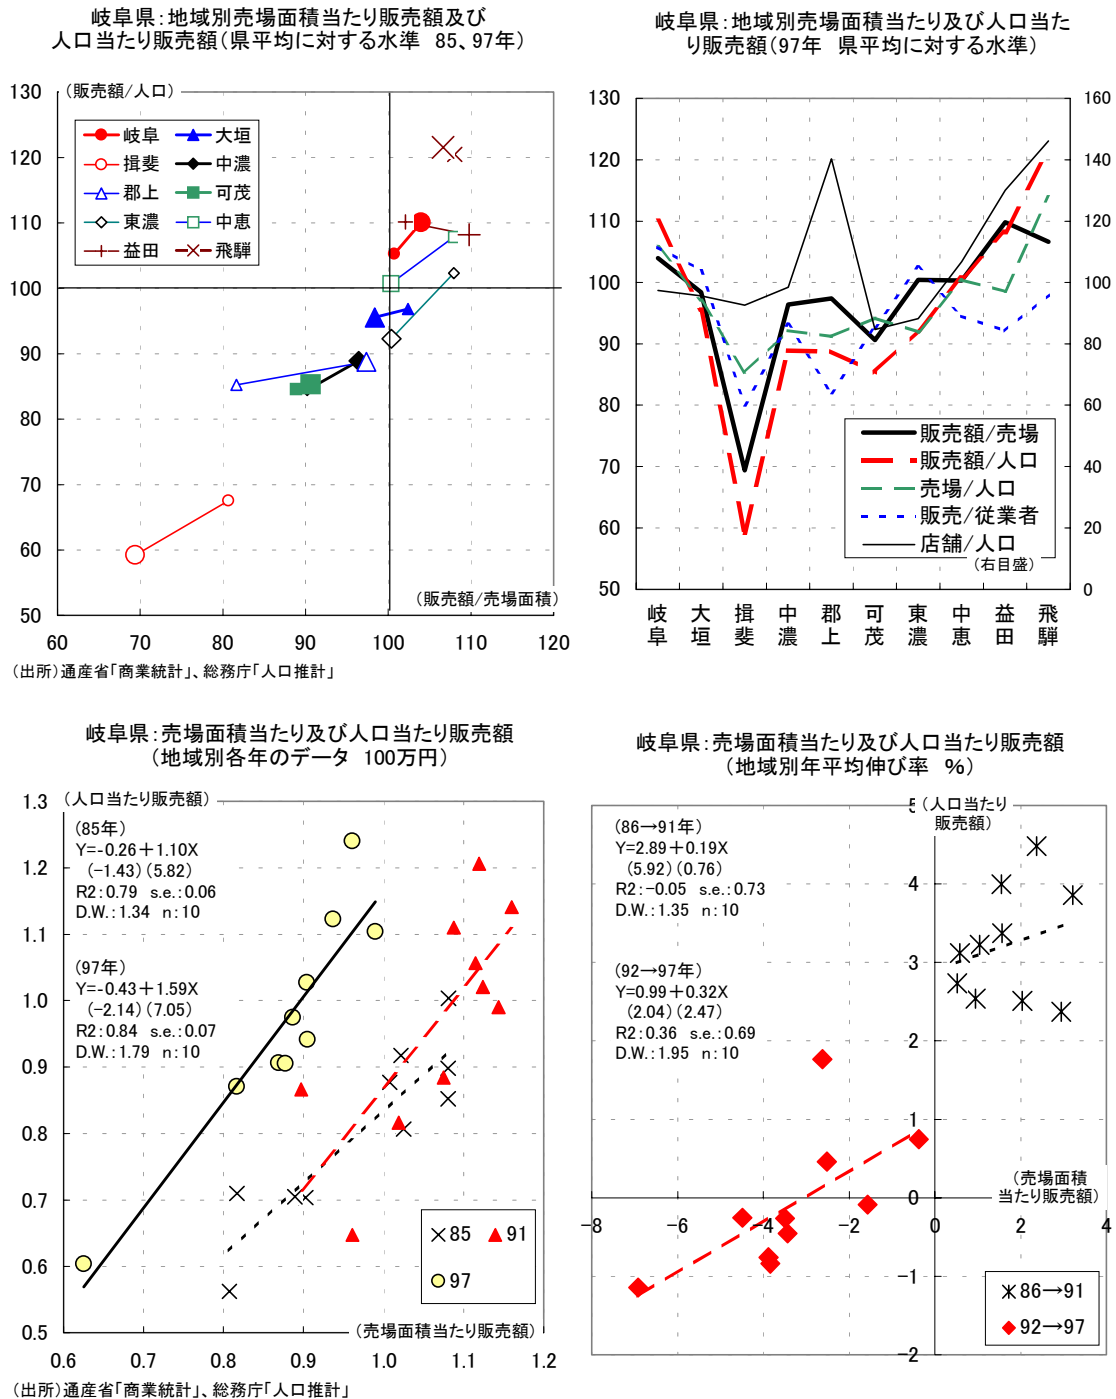 岐阜県：地域別売場面積当たり販売額及び
人口当たり販売額（県平均に対する水準 85、97年）
（販売額/人口）
130
120
110
100
90
80
70
60
50
岐阜 大垣
揖斐 中濃
郡上 可茂
東濃 中恵
益田 飛騨
（販売額/売場面積）
60 70 80 90 100 110 120
（出所）通産省「商業統計」、総務庁「人口推計」
岐阜県：地域別売場面積当たり及び人口当た
り販売額（97年 県平均に対する水準）
130
120
110
100
90
80
70
60
50
160
140
120
100
80
60
40
20
0
販売額/売場
販売額/人口
売場/人口
販売/従業者
店舗/人口
（右目盛）
岐阜 大垣 揖斐 中濃 郡上 可茂 東濃 中恵 益田 飛騨
岐阜県：売場面積当たり及び人口当たり販売額
（地域別各年のデータ 100万円）
（人口当たり販売額）
1.3
1.2
1.1
1.0
0.9
0.8
0.7
0.6
0.5
（85年）
Y=-0.26＋1.10X
（-1.43）（5.82）
R2：0.79 s.e.：0.06
D.W.：1.34 n：10
（97年）
Y=-0.43＋1.59X
（-2.14）（7.05）
R2：0.84 s.e.：0.07
D.W.：1.79 n：10
85 91
97
（売場面積当たり販売額）
0.6 0.7 0.8 0.9 1.0 1.1 1.2
（出所）通産省「商業統計」、総務庁「人口推計」
岐阜県：売場面積当たり及び人口当たり販売額
（地域別年平均伸び率 %）
（人口当たり
販売額）
5
4
3
2
1
0
-1
-2
（86→91年）
Y=2.89＋0.19X
（5.92）（0.76）
R2：-0.05 s.e.：0.73
D.W.：1.35 n：10
（92→97年）
Y=0.99＋0.32X
（2.04）（2.47）
R2：0.36 s.e.：0.69
D.W.：1.95 n：10
（売場面積
当たり販売額）
-8 -6 -4 -2 0 2 4
86→91
92→97